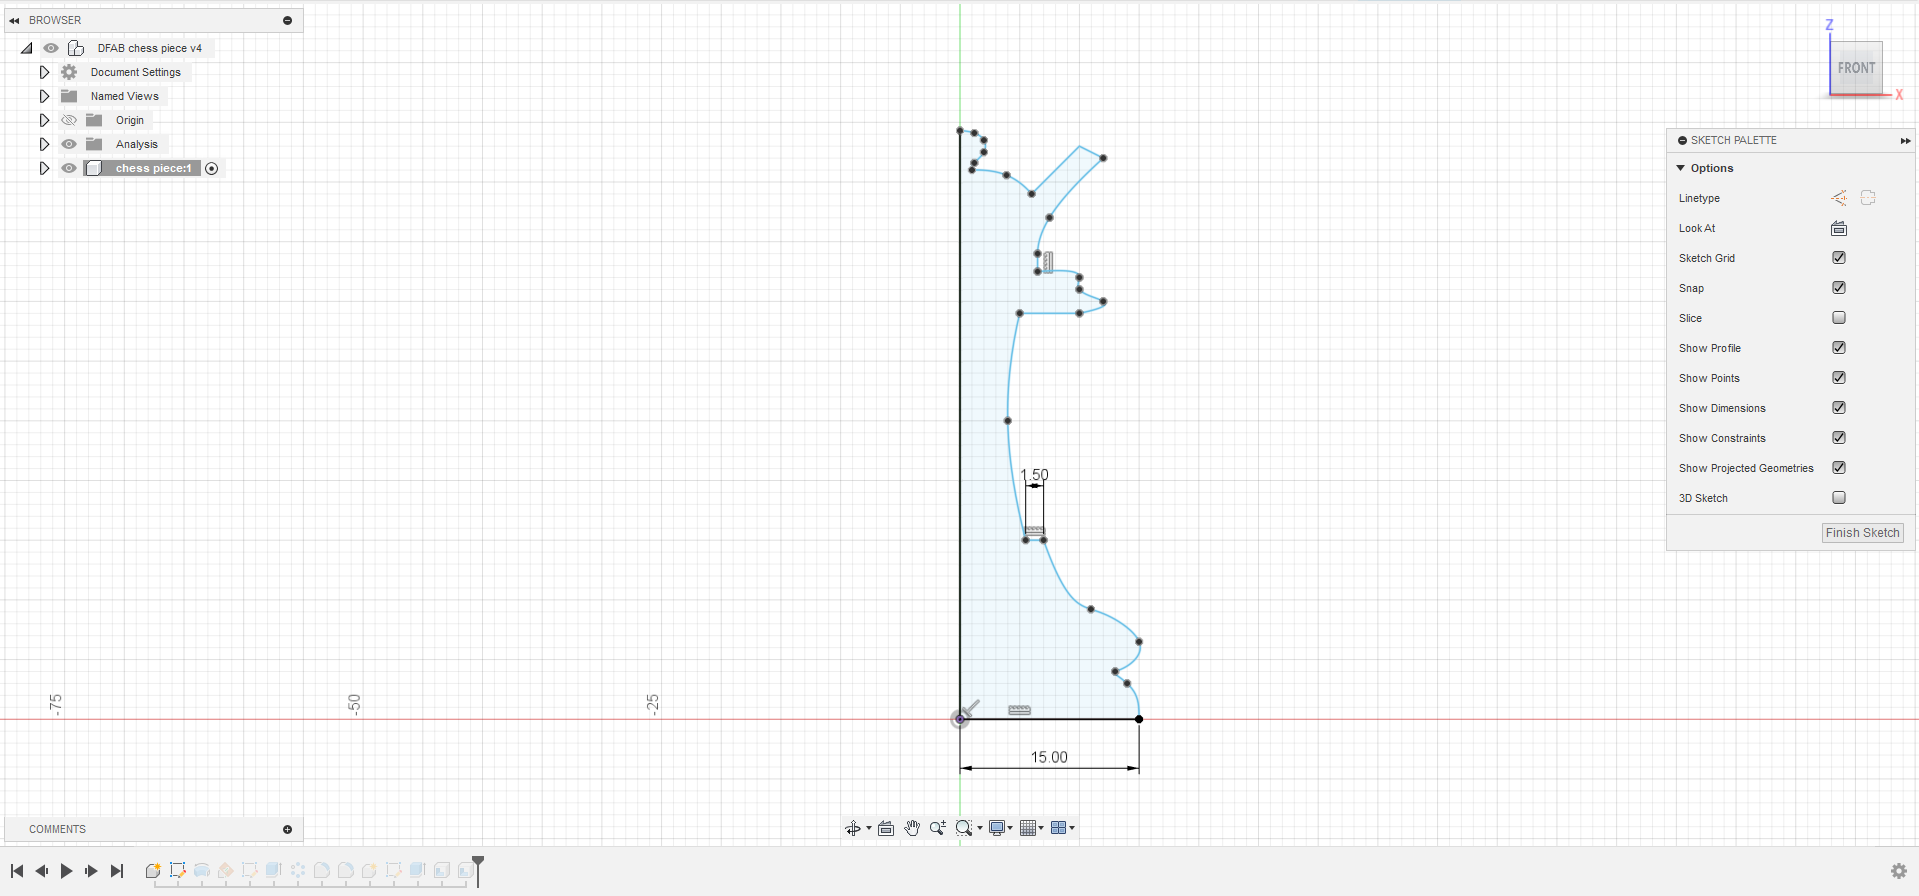 BROWSER
DFAB chess piece v4
Document Settings
Named Views
Origin
Analysis
chess piece:1
Z
FRONT
X
SKETCH PALETTE
Options
Linetype
Look At
Sketch Grid
Snap
Slice
Show Profile
Show Points
Show Dimensions
Show Constraints
Show Projected Geometries
3D Sketch
Finish Sketch
1.50
-75
-50
-25
15.00
COMMENTS